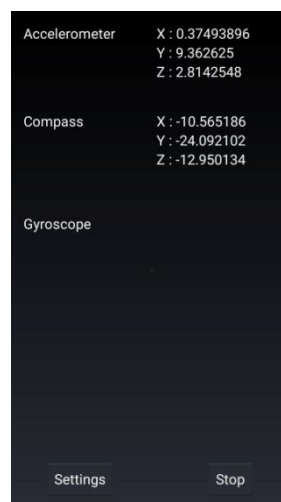 Accelerometer X : 0.37493896
Y : 9.362625
Z : 2.8142548
Compass X : -10.565186
Y : -24.092102
Z : -12.950134
Gyroscope
Settings Stop